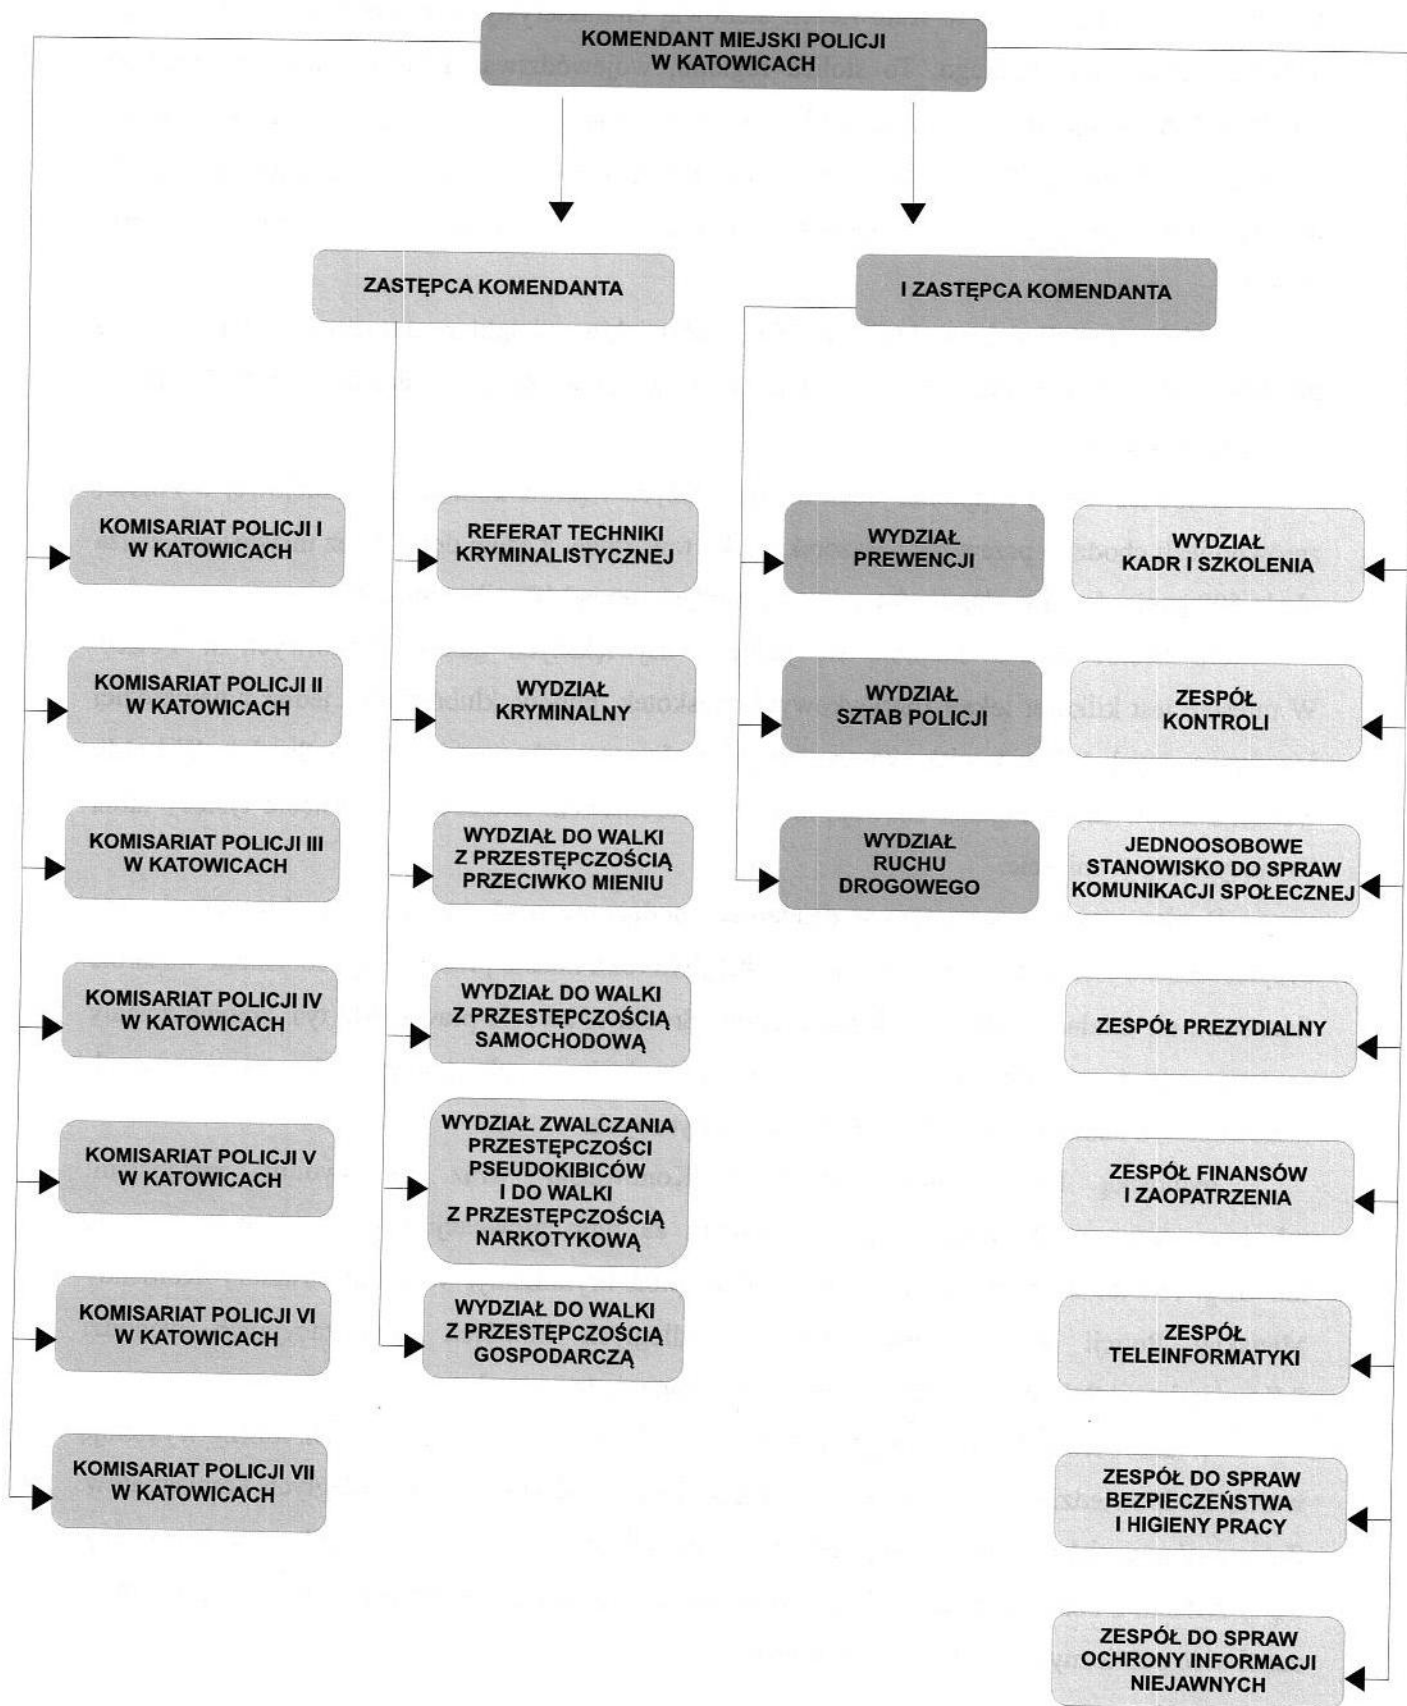 KOMENDANT MIEJSKI POLICJI
W KATOWICACH
ZASTĘPCA KOMENDANTA
I ZASTĘPCA KOMENDANTA
KOMISARIAT POLICJI I
W KATOWICACH
KOMISARIAT POLICJI II
W KATOWICACH
KOMISARIAT POLICJI III
W KATOWICACH
KOMISARIAT POLICJI IV
W KATOWICACH
KOMISARIAT POLICJI V
W KATOWICACH
KOMISARIAT POLICJI VI
W KATOWICACH
KOMISARIAT POLICJI VII
W KATOWICACH
REFERAT TECHNIKI
KRYMINALISTYCZNEJ
WYDZIAŁ
KRYMINALNY
WYDZIAŁ DO WALKI
Z PRZESTĘPCZOŚCIĄ
PRZECIWKO MIENIU
WYDZIAŁ DO WALKI
Z PRZESTĘPCZOŚCIĄ
SAMOCHODOWĄ
WYDZIAŁ ZWALCZANIA
PRZESTĘPCZOŚCI
PSEUDOKIBICÓW
I DO WALKI
Z PRZESTĘPCZOŚCIĄ
NARKOTYKOWĄ
WYDZIAŁ DO WALKI
Z PRZESTĘPCZOŚCIĄ
GOSPODARCZĄ
WYDZIAŁ
PREWENCJI
WYDZIAŁ
SZTAB POLICJI
WYDZIAŁ
RUCHU
DROGOWEGO
WYDZIAŁ
KADR I SZKOLENIA
ZESPÓŁ
KONTROLI
JEDNOOSOBOWE
STANOWISKO DO SPRAW
KOMUNIKACJI SPOŁECZNEJ
ZESPÓŁ PREZYDIALNY
ZESPÓŁ FINANSÓW
I ZAOPATRZENIA
ZESPÓŁ
TELEINFORMATYKI
ZESPÓŁ DO SPRAW
BEZPIECZEŃSTWA
I HIGIENY PRACY
ZESPÓŁ DO SPRAW
OCHRONY INFORMACJI
NIEJAWNYCH